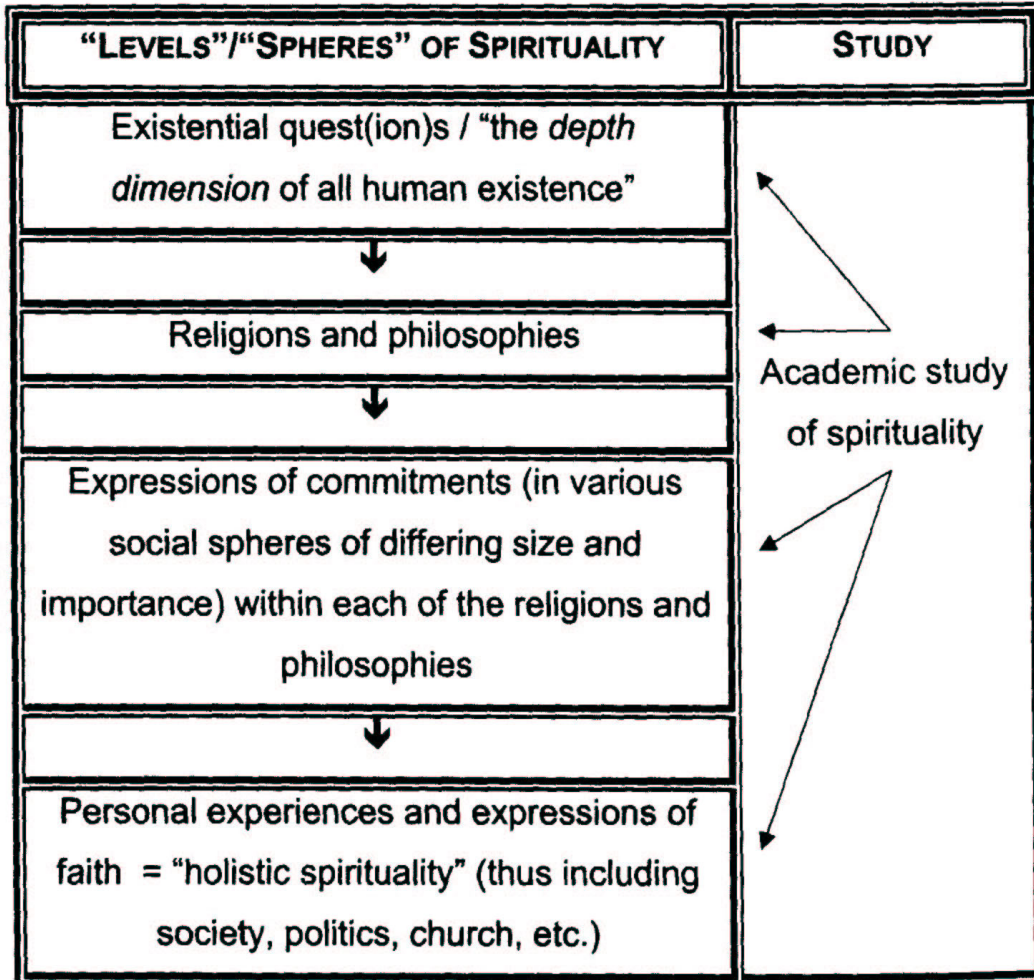 “LEVELS”/“SPHERES” OF SPIRITUALITY
STUDY
Existential quest(ion)s / “the depth
dimension of all human existence”
Religions and philosophies
Expressions of commitments (in various
social spheres of differing size and
importance) within each of the religions and
philosophies
Personal experiences and expressions of
faith = “holistic spirituality” (thus including
society, politics, church, etc.)
Academic study
of spirituality